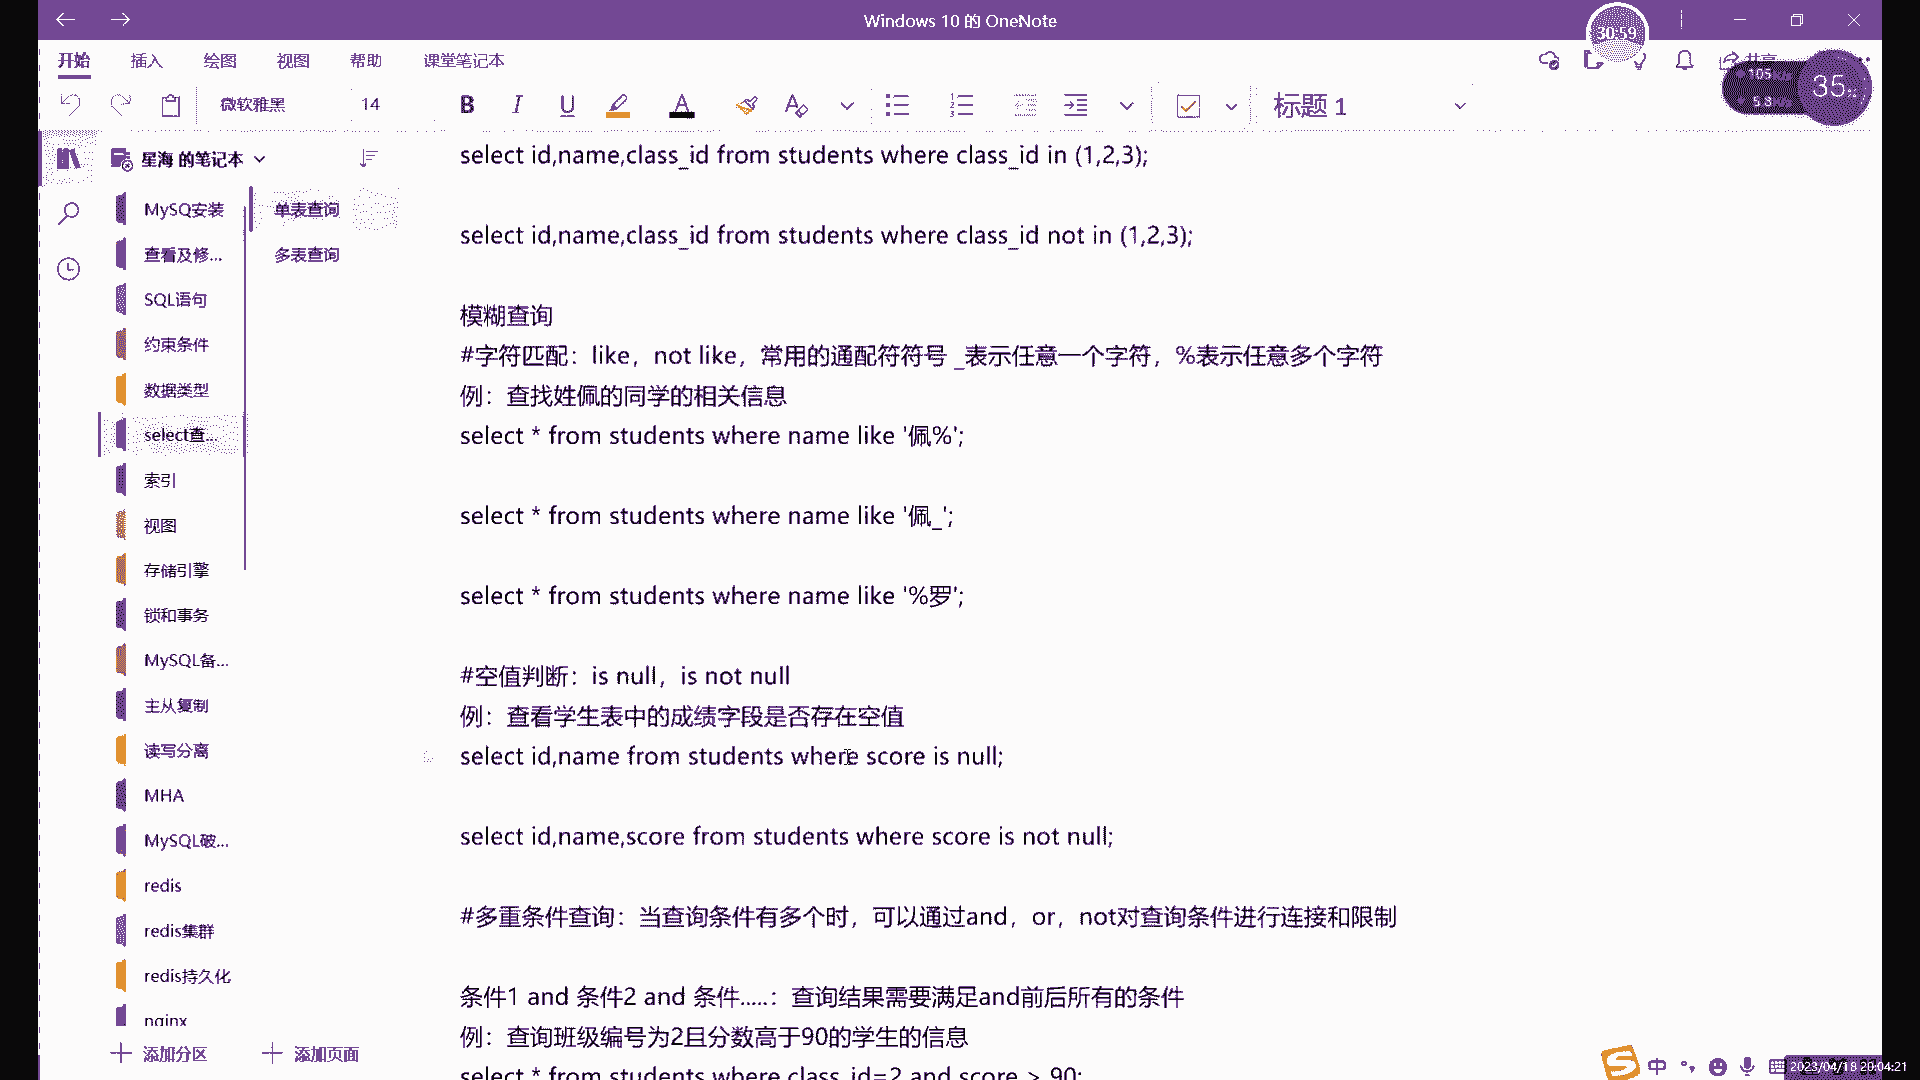 Windows 10 的 OneNote
30:59
开始 插入 绘图 视图 帮助 课堂笔记本
共享
105
5.8
35%
微软雅黑 14 B I U A 标题 1
星海 的笔记本
MySQ安装
查看及修...
SQL语句
约束条件
数据类型
select查...
索引
视图
存储引擎
锁和事务
MySQL备...
主从复制
读写分离
MHA
MySQL破...
redis
redis集群
redis持久化
nginx
添加分区
单表查询
多表查询
添加页面
select id,name,class_id from students where class_id in (1,2,3);
select id,name,class_id from students where class_id not in (1,2,3);
模糊查询
#字符匹配：like，not like，常用的通配符符号 _表示任意一个字符，%表示任意多个字符
例：查找姓佩的同学的相关信息
select * from students where name like '佩%';
select * from students where name like '佩_';
select * from students where name like '%罗';
#空值判断：is null，is not null
例：查看学生表中的成绩字段是否存在空值
select id,name from students where score is null;
select id,name,score from students where score is not null;
#多重条件查询：当查询条件有多个时，可以通过and，or，not对查询条件进行连接和限制
条件1 and 条件2 and 条件.....：查询结果需要满足and前后所有的条件
例：查询班级编号为2且分数高于90的学生的信息
select * from students where class_id=2 and score > 90;
中
2023/04/18 20:04:21